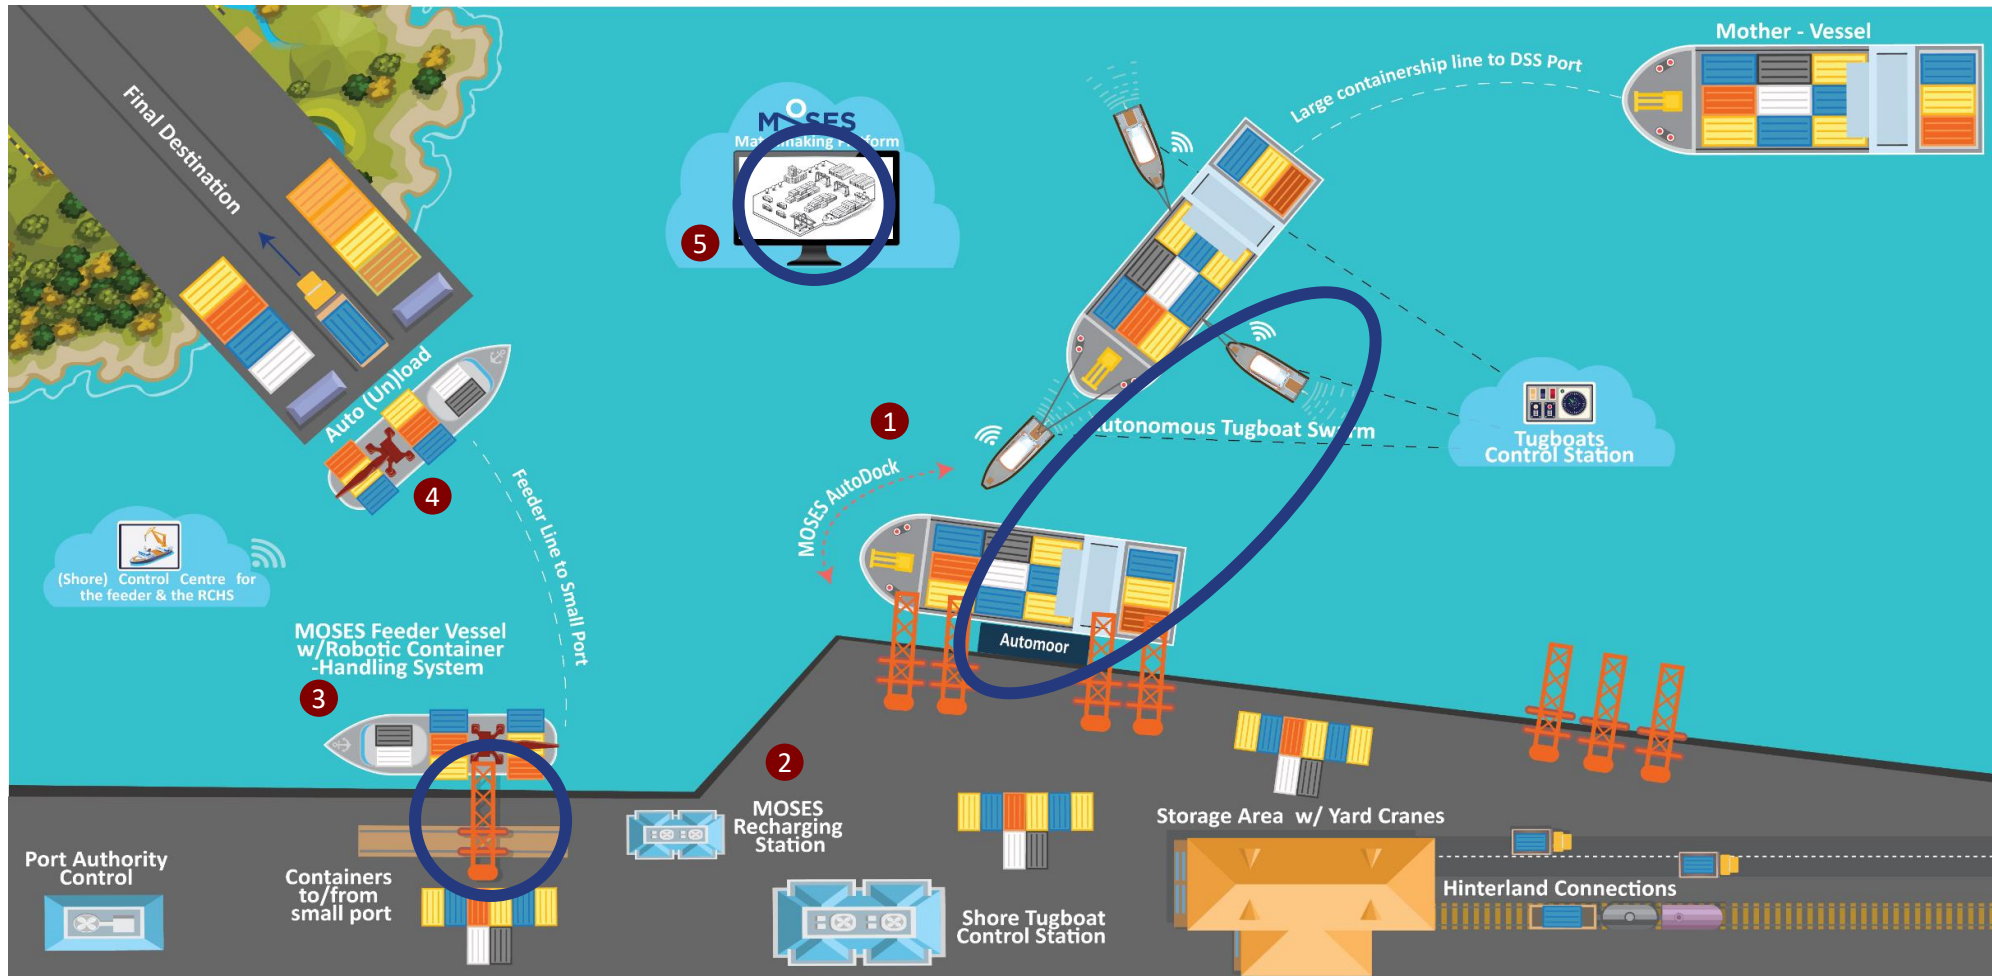 Mother - Vessel
Large containership line to DSS Port
Final Destination
MOSES
Matchmaking Platform
5
Auto (Un)load
4
1
Autonomous Tugboat Swarm
Tugboats
Control Station
MOSES AutoDock
Feeder Line to Small Port
(Shore) Control Centre for
the feeder & the RCHS
MOSES Feeder Vessel
w/Robotic Container
-Handling System
3
Automoor
2
MOSES
Recharging
Station
Storage Area w/ Yard Cranes
Port Authority
Control
Containers
to/from
small port
Shore Tugboat
Control Station
Hinterland Connections